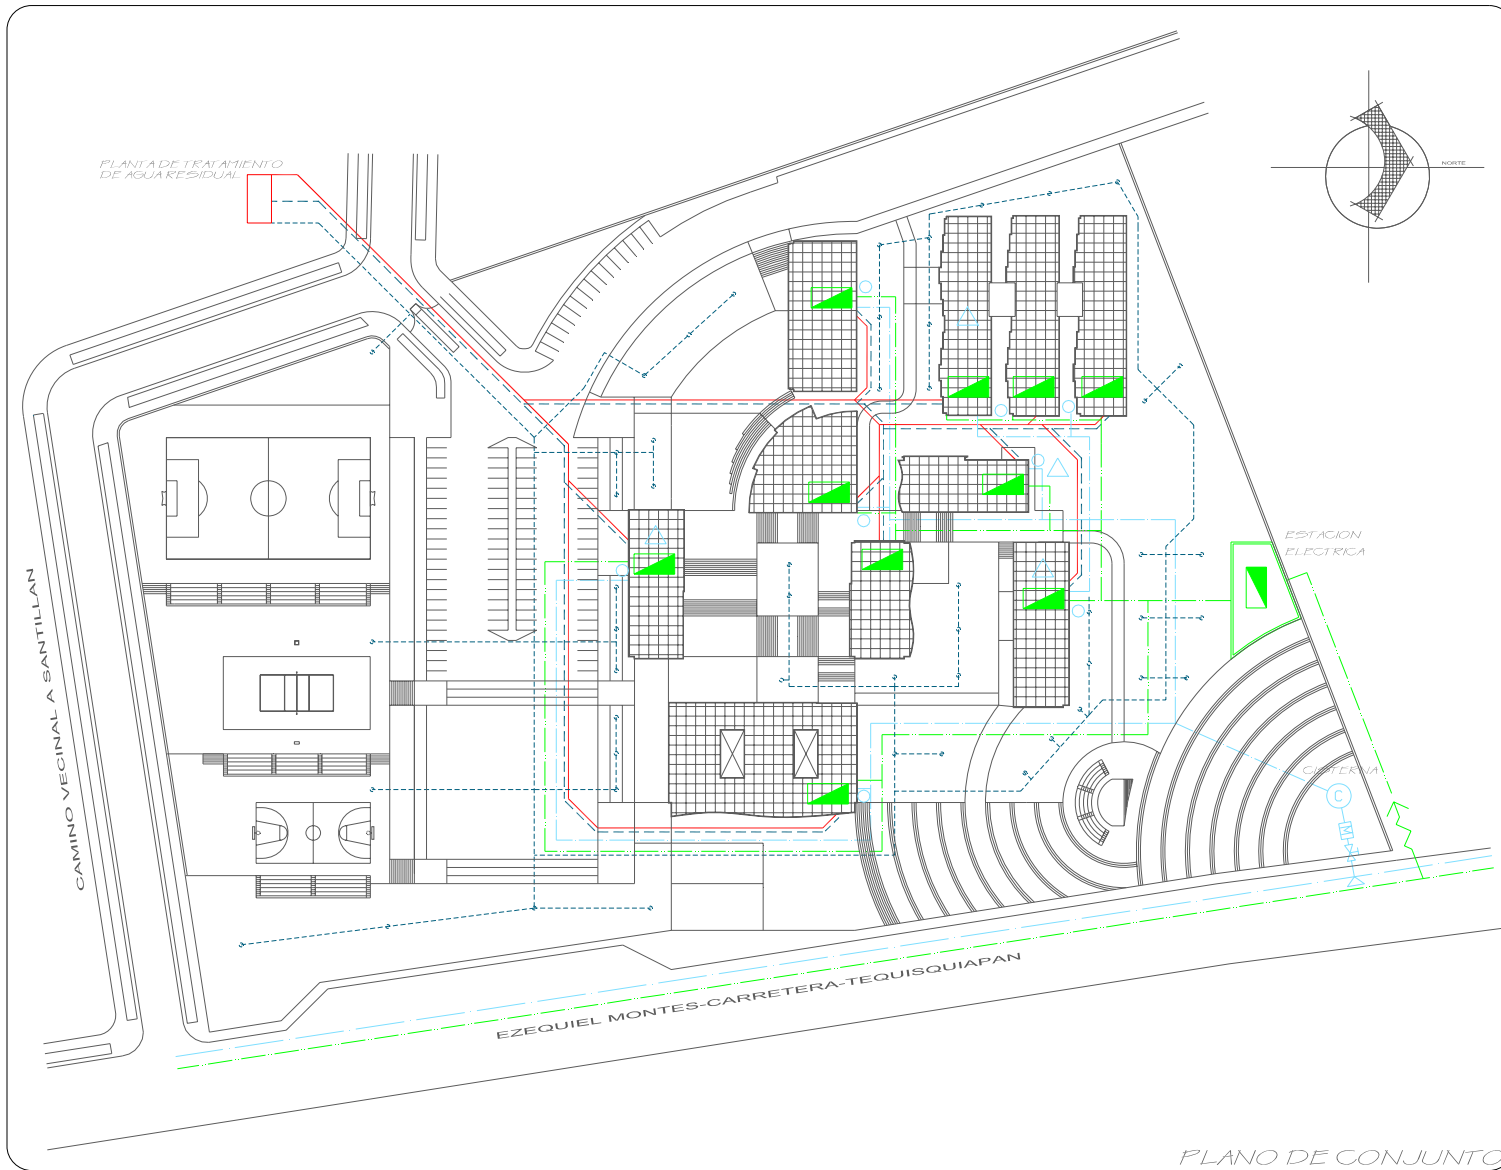 PLANTA DE TRATAMIENTO
DE AGUA RESIDUAL
NORTE
ESTACION
ELECTRICA
CISTERNA
C
M
CAMINO VECINAL A SANTILLAN
EZEQUIEL MONTES-CARRETERA-TEQUISQUIAPAN
PLANO DE CONJUNTO